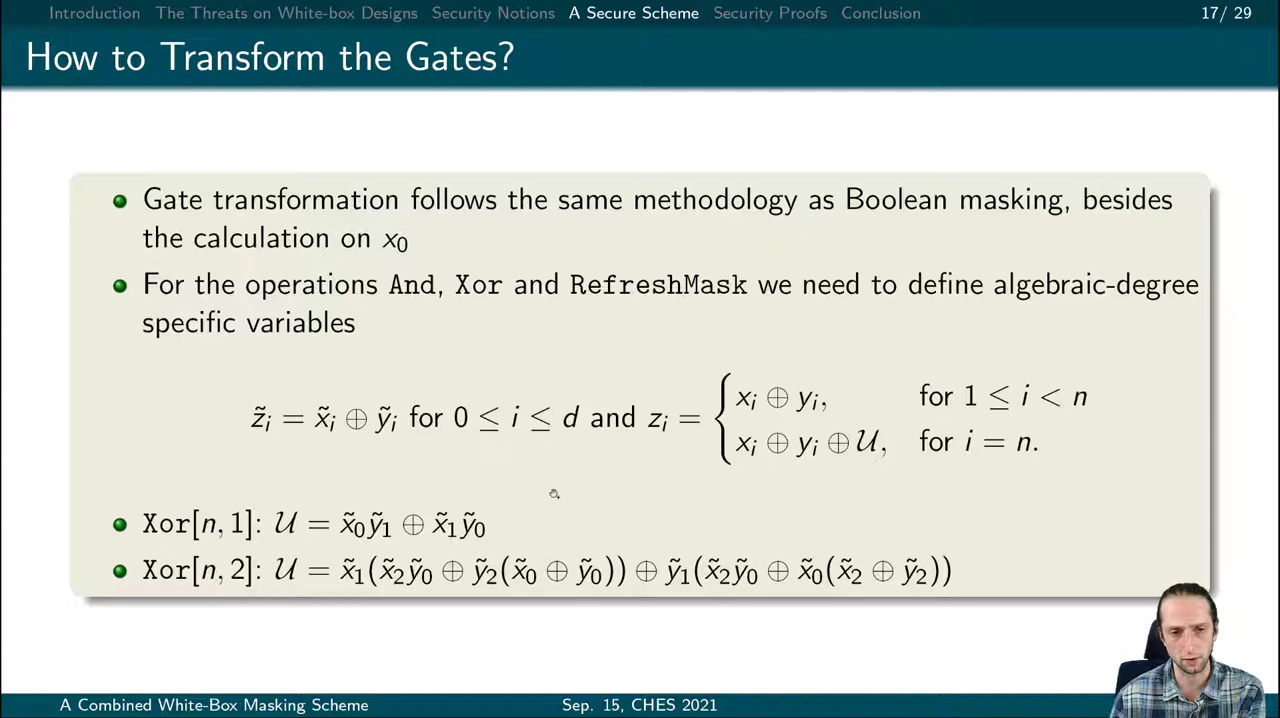 Introduction The Threats on White-box Designs Security Notions A Secure Scheme Security Proofs Conclusion 17/ 29
How to Transform the Gates?
Gate transformation follows the same methodology as Boolean masking, besides
the calculation on x₀
For the operations And, Xor and RefreshMask we need to define algebraic-degree
specific variables
z̃ᵢ = x̃ᵢ ⊕ ỹᵢ for 0 ≤ i ≤ d and zᵢ = { xᵢ ⊕ yᵢ, for 1 ≤ i < n
xᵢ ⊕ yᵢ ⊕ 𝒰, for i = n.
Xor[n, 1]: 𝒰 = x̃₀ỹ₁ ⊕ x̃₁ỹ₀
Xor[n, 2]: 𝒰 = x̃₁(x̃₂ỹ₀ ⊕ ỹ₂(x̃₀ ⊕ ỹ₀)) ⊕ ỹ₁(x̃₂ỹ₀ ⊕ x̃₀(x̃₂ ⊕ ỹ₂))
A Combined White-Box Masking Scheme Sep. 15, CHES 2021